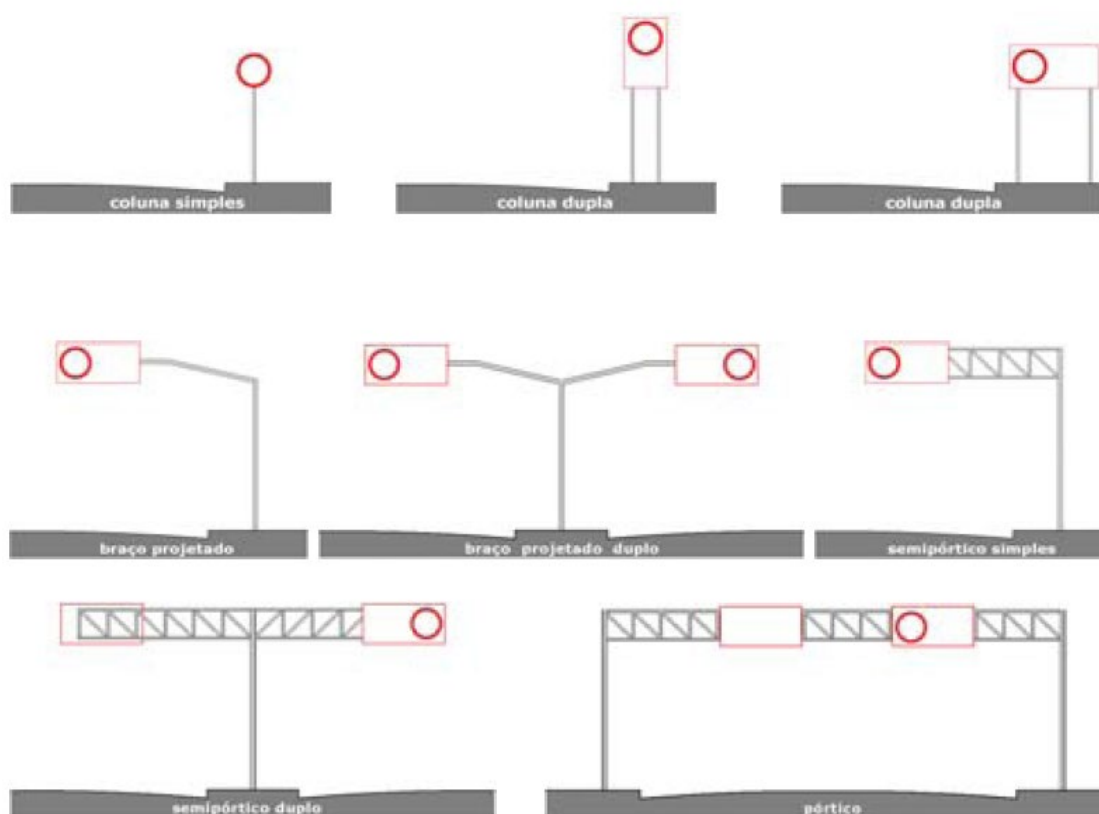 coluna simples
coluna dupla
coluna dupla
braço projetado
braço projetado duplo
semipórtico simples
semipórtico duplo
pórtico